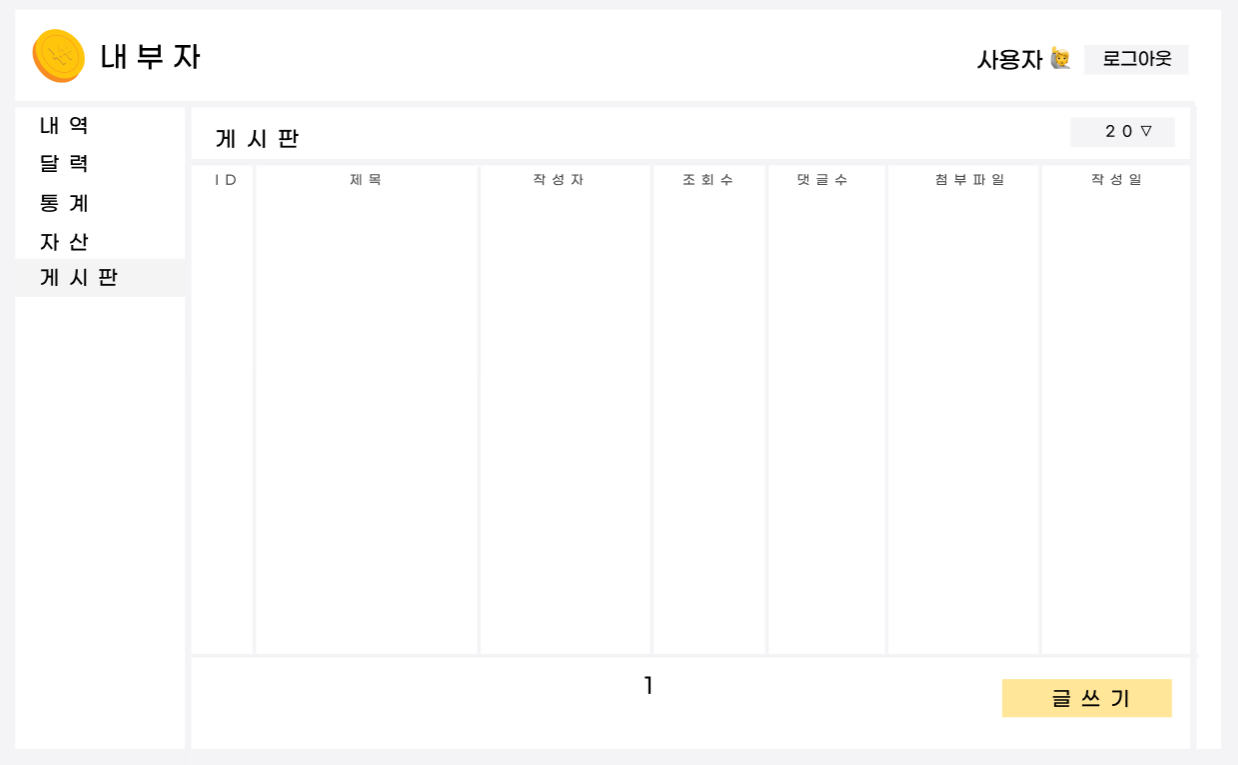 내부자
사용자 🙋 로그아웃
내역
달력
통계
자산
게시판
게시판
20▽
ID 제목 작성자 조회수 댓글수 첨부파일 작성일
1
글쓰기